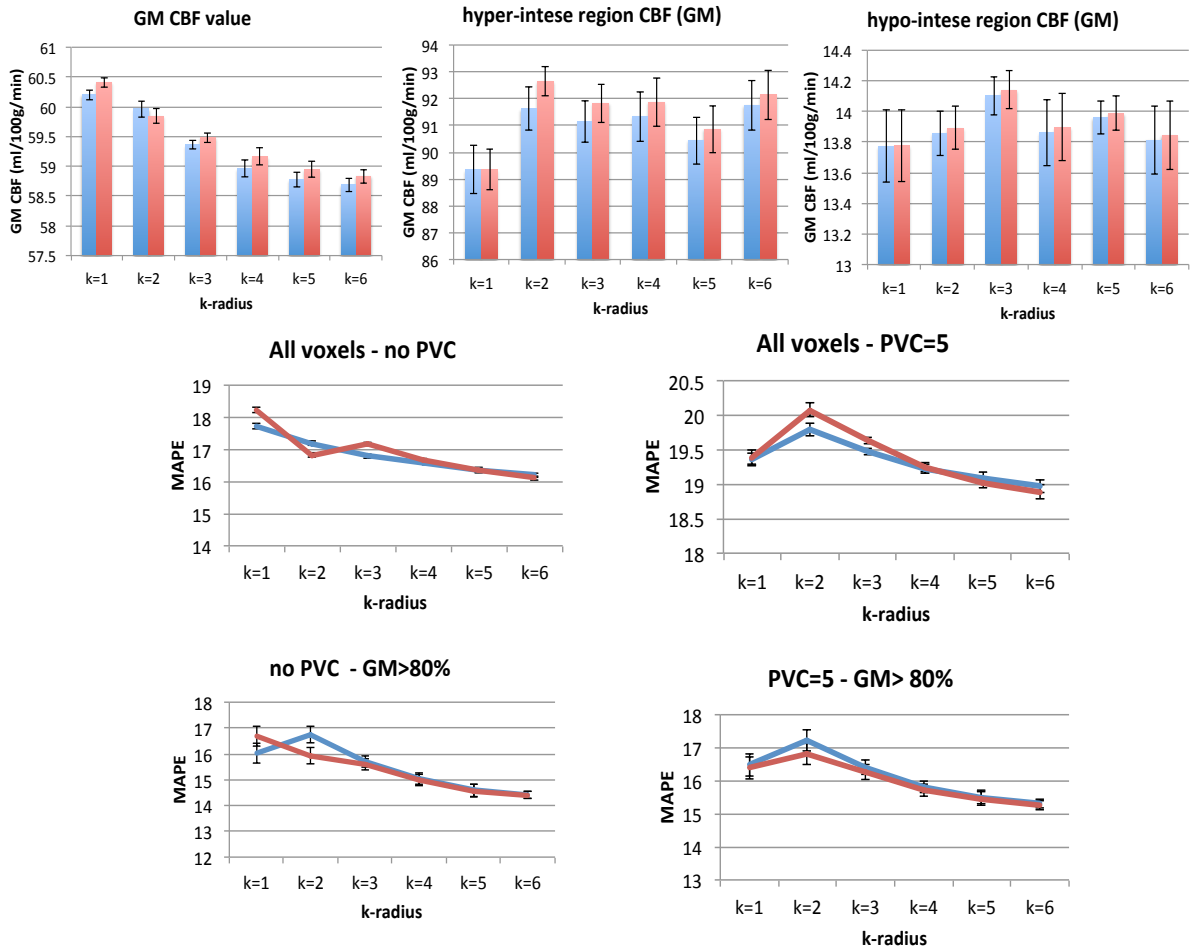 GM CBF value
GM CBF (ml/100g/min)
61
60.5
60
59.5
59
58.5
58
57.5
k=1 k=2 k=3 k=4 k=5 k=6
k-radius
hyper-intese region CBF (GM)
GM CBF (ml/100g/min)
94
93
92
91
90
89
88
87
86
k=1 k=2 k=3 k=4 k=5 k=6
k-radius
hypo-intese region CBF (GM)
GM CBF (ml/100g/min)
14.4
14.2
14
13.8
13.6
13.4
13.2
13
k=1 k=2 k=3 k=4 k=5 k=6
k-radius
All voxels - no PVC
MAPE
19
18
17
16
15
14
k=1 k=2 k=3 k=4 k=5 k=6
k-radius
All voxels - PVC=5
MAPE
20.5
20
19.5
19
18.5
18
k=1 k=2 k=3 k=4 k=5 k=6
k-radius
no PVC - GM>80%
MAPE
18
17
16
15
14
13
12
k=1 k=2 k=3 k=4 k=5 k=6
k-radius
PVC=5 - GM> 80%
MAPE
18
17
16
15
14
13
k=1 k=2 k=3 k=4 k=5 k=6
k-radius